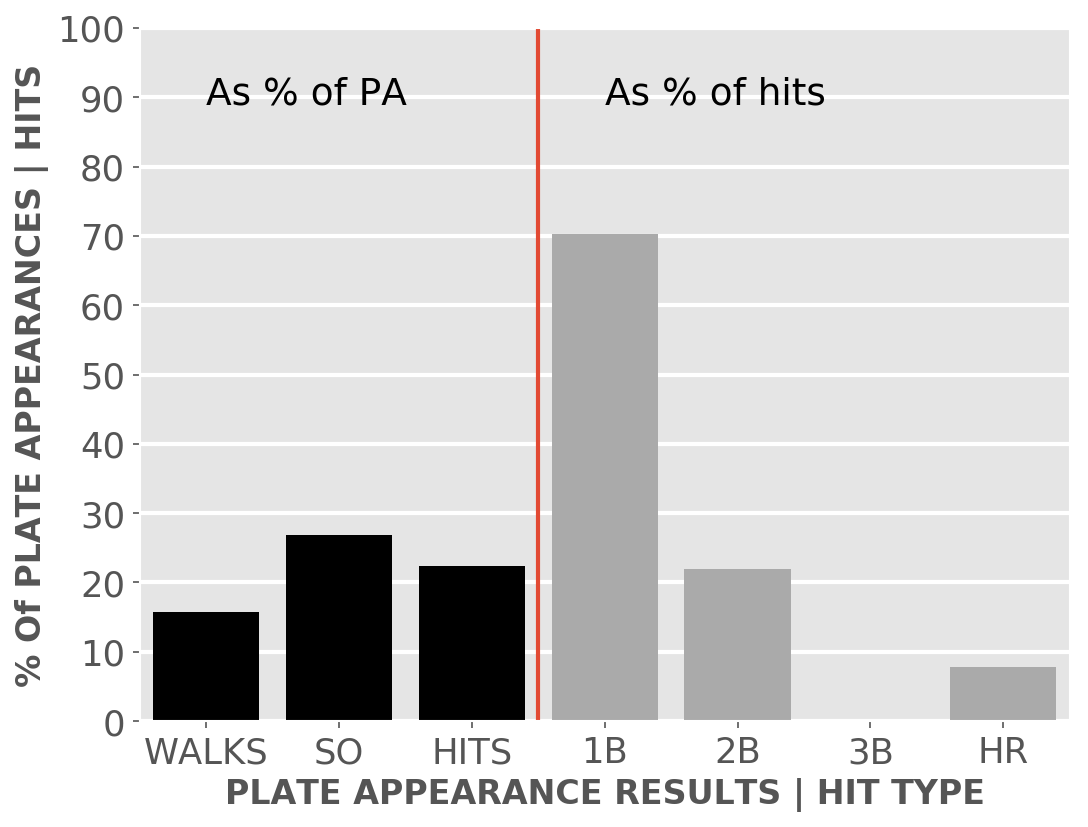 % Of PLATE APPEARANCES | HITS
100
90
80
70
60
50
40
30
20
10
0
As % of PA
As % of hits
WALKS SO HITS 1B 2B 3B HR
PLATE APPEARANCE RESULTS | HIT TYPE